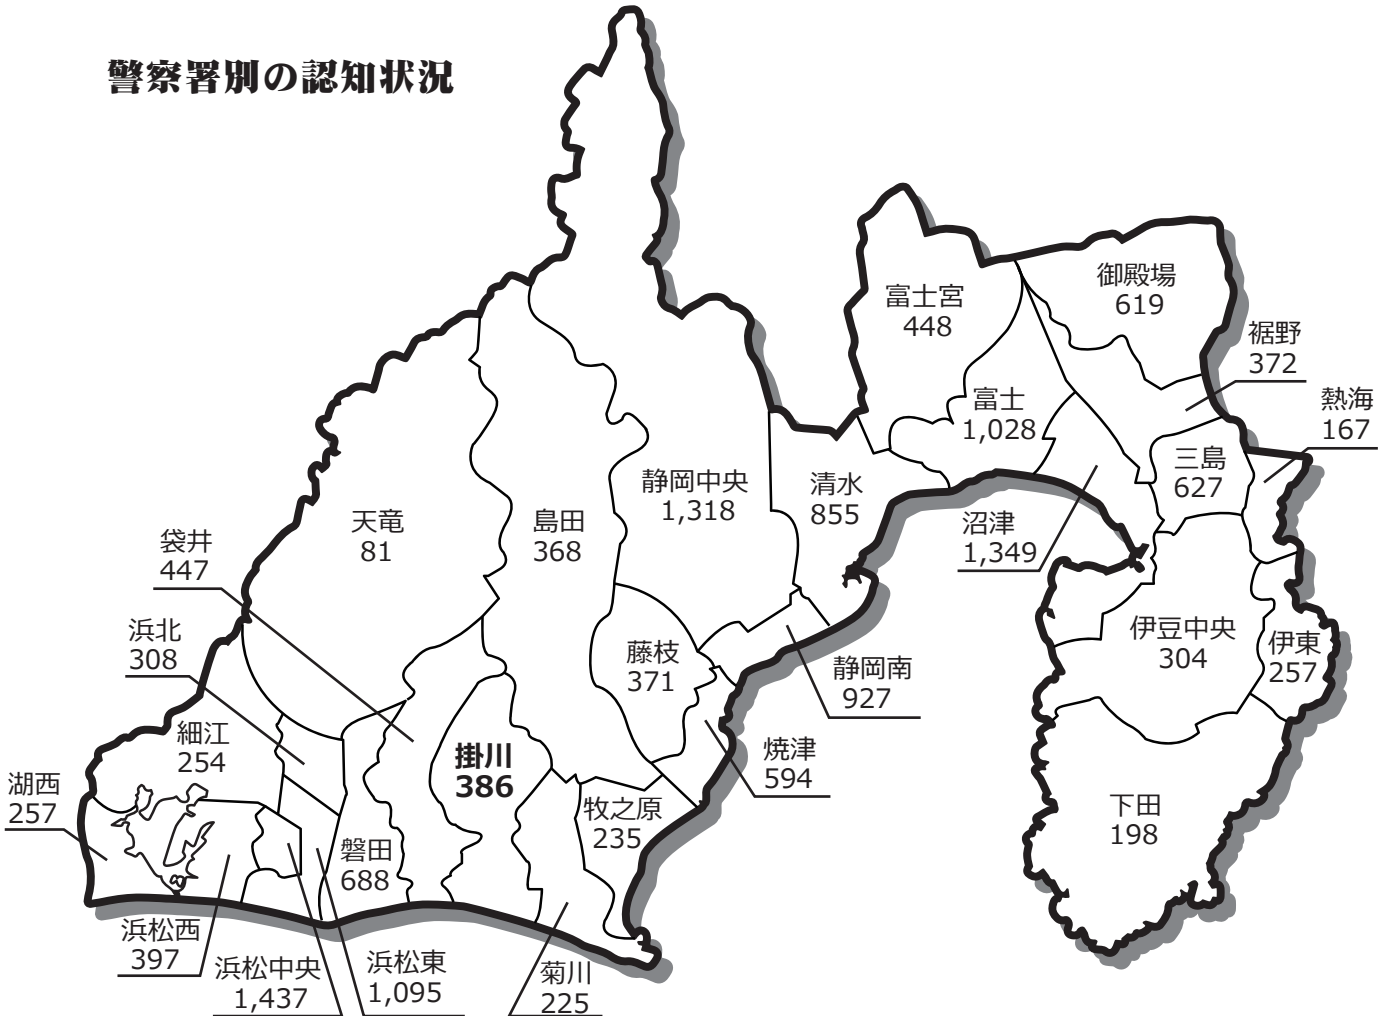 警察署別の認知状況
富士宮
448
御殿場
619
裾野
372
熱海
167
富士
1,028
三島
627
静岡中央
1,318
清水
855
沼津
1,349
天竜
81
島田
368
袋井
447
浜北
308
藤枝
371
静岡南
927
伊豆中央
304
伊東
257
細江
254
掛川
386
焼津
594
湖西
257
牧之原
235
下田
198
磐田
688
浜松西
397
浜松中央
1,437
浜松東
1,095
菊川
225